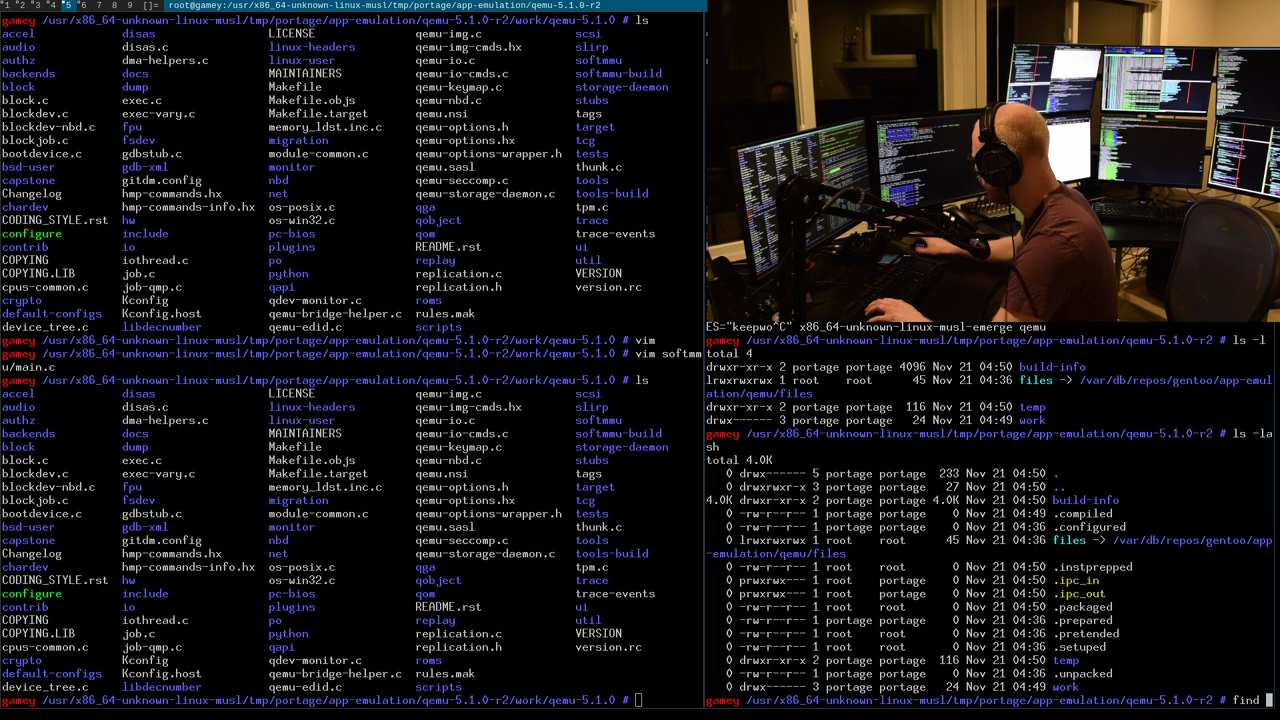 °1 °2 °3 °4 °5 °6 7 8 9 []= root@gamey:/usr/x86_64-unknown-linux-musl/tmp/portage/app-emulation/qemu-5.1.0-r2
gamey /usr/x86_64-unknown-linux-musl/tmp/portage/app-emulation/qemu-5.1.0-r2/work/qemu-5.1.0 # ls
accel disas LICENSE qemu-img.c scsi
audio disas.c linux-headers qemu-img-cmds.hx slirp
authz dma-helpers.c linux-user qemu-io.c softmmu
backends docs MAINTAINERS qemu-io-cmds.c softmmu-build
block dump Makefile qemu-keymap.c storage-daemon
block.c exec.c Makefile.objs qemu-nbd.c stubs
blockdev.c exec-vary.c Makefile.target qemu.nsi tags
blockdev-nbd.c fpu memory_ldst.inc.c qemu-options.h target
blockjob.c fsdev migration qemu-options.hx tcg
bootdevice.c gdbstub.c module-common.c qemu-options-wrapper.h tests
bsd-user gdb-xml monitor qemu.sasl thunk.c
capstone gitdm.config nbd qemu-seccomp.c tools
Changelog hmp-commands.hx net qemu-storage-daemon.c tools-build
chardev hmp-commands-info.hx os-posix.c qga tpm.c
CODING_STYLE.rst hw os-win32.c qobject trace
configure include pc-bios qom trace-events
contrib io plugins README.rst ui
COPYING iothread.c po replay util
COPYING.LIB job.c python replication.c VERSION
cpus-common.c job-qmp.c qapi replication.h version.rc
crypto Kconfig qdev-monitor.c roms
default-configs Kconfig.host qemu-bridge-helper.c rules.mak
device_tree.c libdecnumber qemu-edid.c scripts
gamey /usr/x86_64-unknown-linux-musl/tmp/portage/app-emulation/qemu-5.1.0-r2/work/qemu-5.1.0 # vim
gamey /usr/x86_64-unknown-linux-musl/tmp/portage/app-emulation/qemu-5.1.0-r2/work/qemu-5.1.0 # vim softmm
u/main.c
gamey /usr/x86_64-unknown-linux-musl/tmp/portage/app-emulation/qemu-5.1.0-r2/work/qemu-5.1.0 # ls
accel disas LICENSE qemu-img.c scsi
audio disas.c linux-headers qemu-img-cmds.hx slirp
authz dma-helpers.c linux-user qemu-io.c softmmu
backends docs MAINTAINERS qemu-io-cmds.c softmmu-build
block dump Makefile qemu-keymap.c storage-daemon
block.c exec.c Makefile.objs qemu-nbd.c stubs
blockdev.c exec-vary.c Makefile.target qemu.nsi tags
blockdev-nbd.c fpu memory_ldst.inc.c qemu-options.h target
blockjob.c fsdev migration qemu-options.hx tcg
bootdevice.c gdbstub.c module-common.c qemu-options-wrapper.h tests
bsd-user gdb-xml monitor qemu.sasl thunk.c
capstone gitdm.config nbd qemu-seccomp.c tools
Changelog hmp-commands.hx net qemu-storage-daemon.c tools-build
chardev hmp-commands-info.hx os-posix.c qga tpm.c
CODING_STYLE.rst hw os-win32.c qobject trace
configure include pc-bios qom trace-events
contrib io plugins README.rst ui
COPYING iothread.c po replay util
COPYING.LIB job.c python replication.c VERSION
cpus-common.c job-qmp.c qapi replication.h version.rc
crypto Kconfig qdev-monitor.c roms
default-configs Kconfig.host qemu-bridge-helper.c rules.mak
device_tree.c libdecnumber qemu-edid.c scripts
gamey /usr/x86_64-unknown-linux-musl/tmp/portage/app-emulation/qemu-5.1.0-r2/work/qemu-5.1.0 #
ES="keepwo^C" x86_64-unknown-linux-musl-emerge qemu
gamey /usr/x86_64-unknown-linux-musl/tmp/portage/app-emulation/qemu-5.1.0-r2 # ls -l
total 4
drwxr-xr-x 2 portage portage 4096 Nov 21 04:50 build-info
lrwxrwxrwx 1 root root 45 Nov 21 04:36 files -> /var/db/repos/gentoo/app-emul
ation/qemu/files
drwxr-xr-x 2 portage portage 116 Nov 21 04:50 temp
drwx------ 3 portage portage 24 Nov 21 04:49 work
gamey /usr/x86_64-unknown-linux-musl/tmp/portage/app-emulation/qemu-5.1.0-r2 # ls -la
sh
total 4.0K
0 drwx------ 5 portage portage 233 Nov 21 04:50 .
0 drwxrwxr-x 3 portage portage 27 Nov 21 04:50 ..
4.0K drwxrwxr-x 2 portage portage 4.0K Nov 21 04:50 build-info
0 -rw-r--r-- 1 portage portage 0 Nov 21 04:49 .compiled
0 -rw-r--r-- 1 portage portage 0 Nov 21 04:50 .configured
0 lrwxrwxrwx 1 root root 45 Nov 21 04:36 files -> /var/db/repos/gentoo/app
-emulation/qemu/files
0 -rw-r--r-- 1 root root 0 Nov 21 04:50 .instprepped
0 prwxrwx--- 1 root portage 0 Nov 21 04:50 .ipc_in
0 prwxrwx--- 1 root portage 0 Nov 21 04:50 .ipc_out
0 -rw-r--r-- 1 root root 0 Nov 21 04:50 .packaged
0 -rw-r--r-- 1 portage portage 0 Nov 21 04:36 .prepared
0 -rw-r--r-- 1 portage portage 0 Nov 21 04:36 .pretended
0 -rw-r--r-- 1 root root 0 Nov 21 04:36 .setuped
0 drwxrwxr-x 2 portage portage 116 Nov 21 04:50 temp
0 -rw-r--r-- 1 portage portage 0 Nov 21 04:36 .unpacked
0 drwx------ 3 portage portage 24 Nov 21 04:49 work
gamey /usr/x86_64-unknown-linux-musl/tmp/portage/app-emulation/qemu-5.1.0-r2 # find